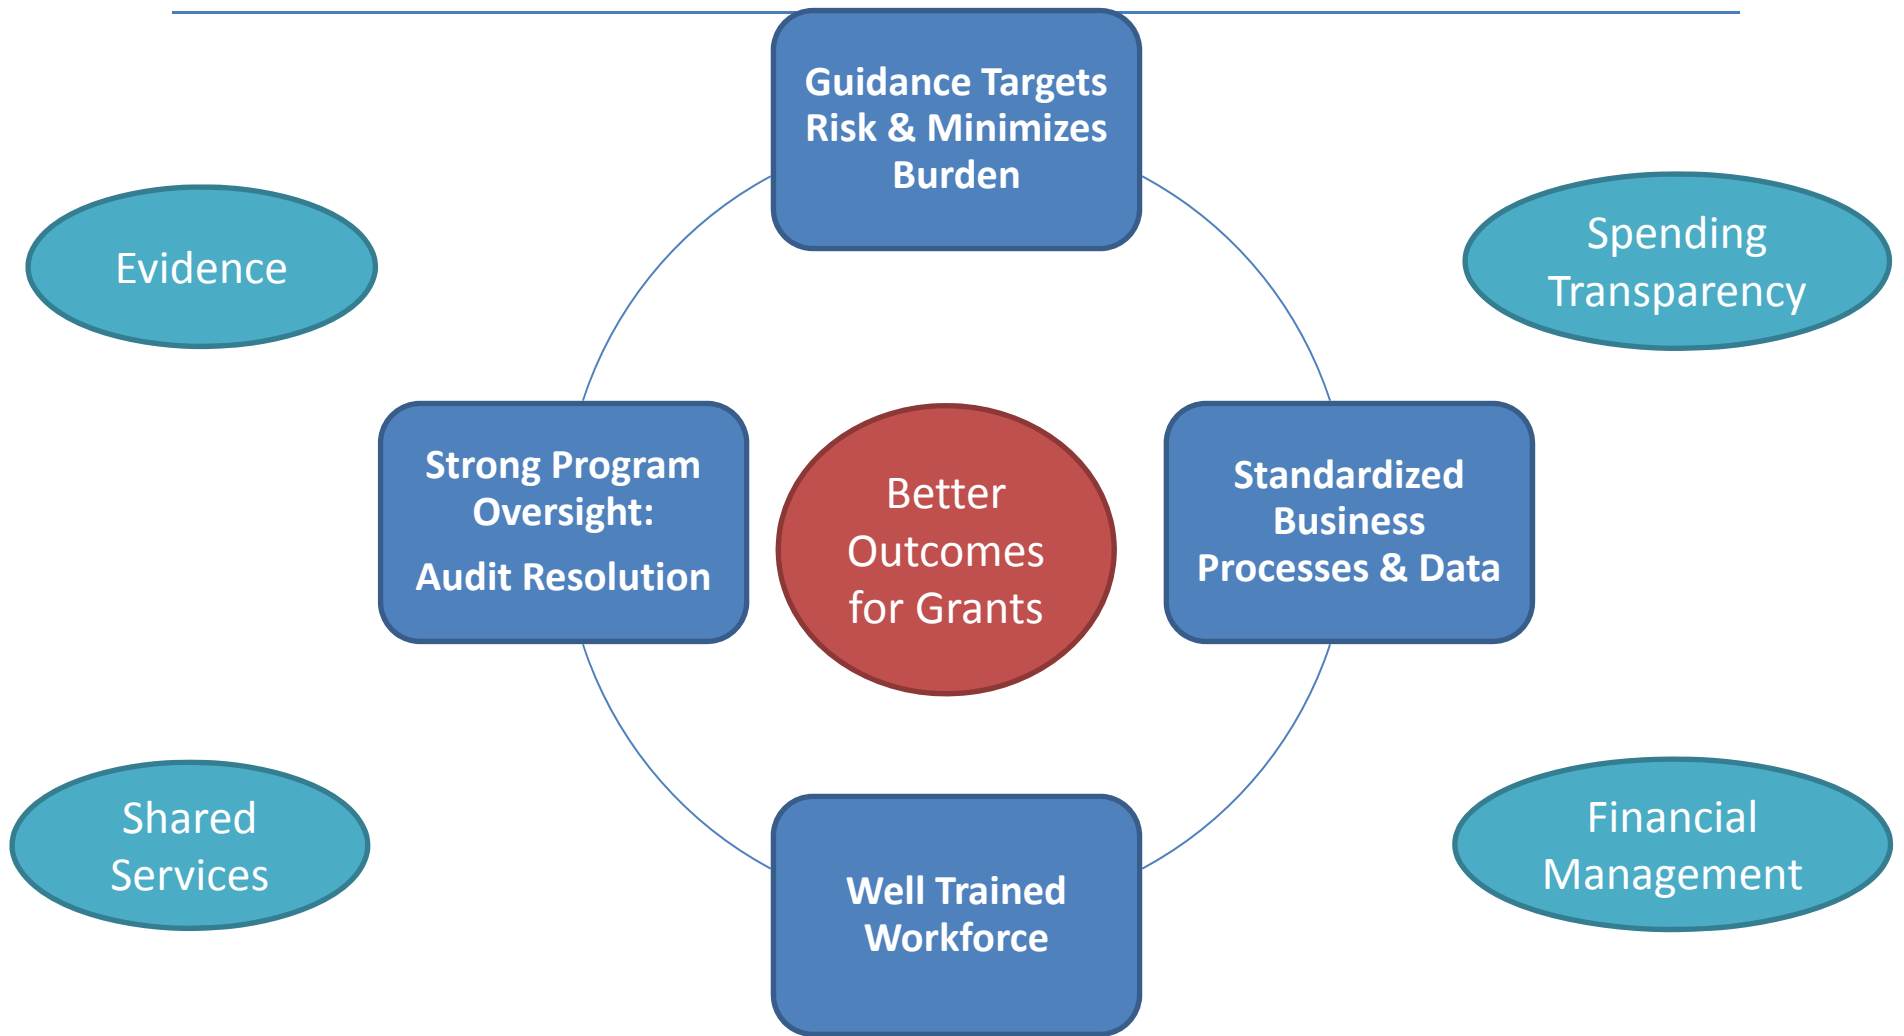 Guidance Targets
Risk & Minimizes
Burden
Evidence
Spending
Transparency
Strong Program
Oversight:
Audit Resolution
Better
Outcomes
for Grants
Standardized
Business
Processes & Data
Shared
Services
Well Trained
Workforce
Financial
Management